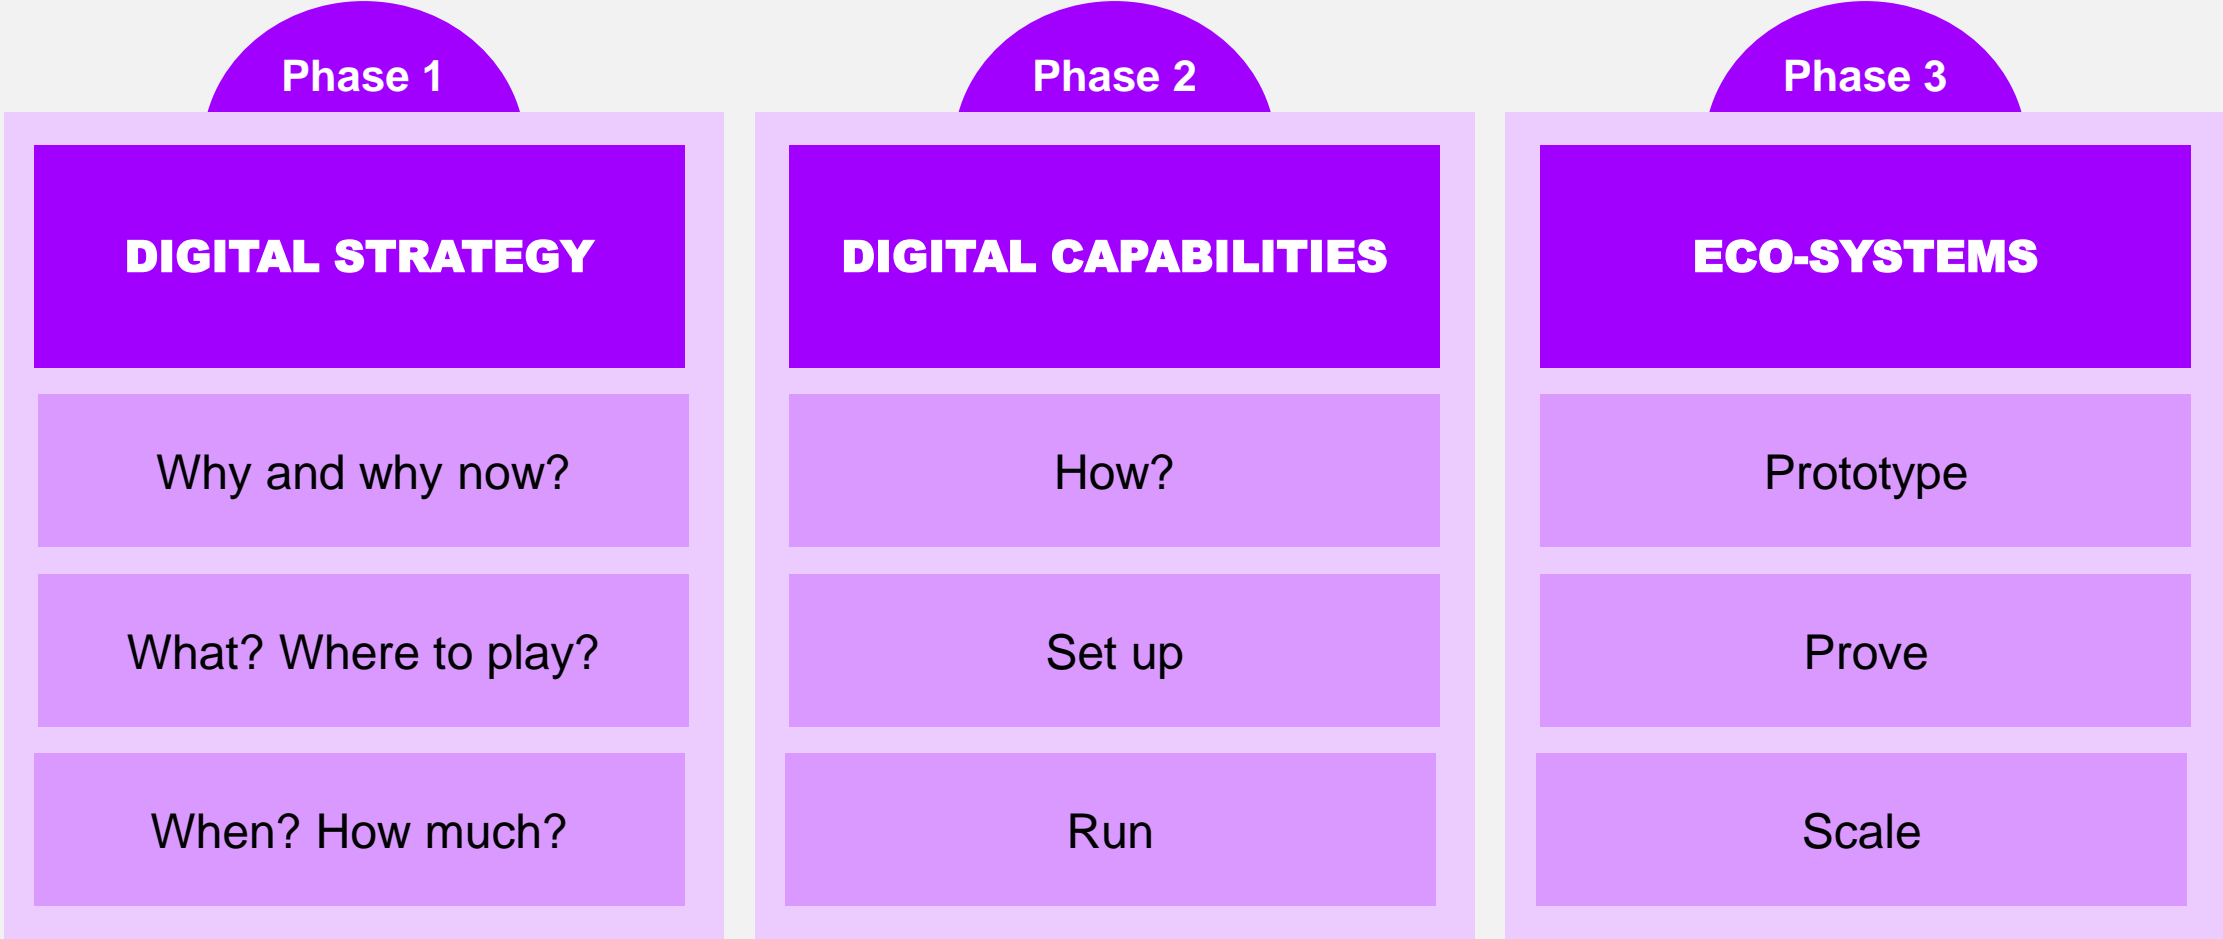 Phase 1
DIGITAL STRATEGY
Why and why now?
What? Where to play?
When? How much?
Phase 2
DIGITAL CAPABILITIES
How?
Set up
Run
Phase 3
ECO-SYSTEMS
Prototype
Prove
Scale